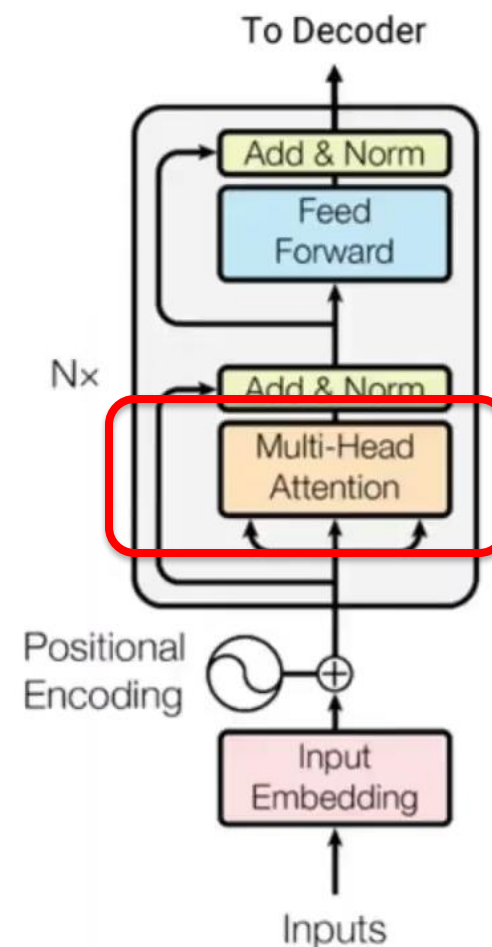 To Decoder
Add & Norm
Feed
Forward
Nx
Add & Norm
Multi-Head
Attention
Positional
Encoding
Input
Embedding
Inputs